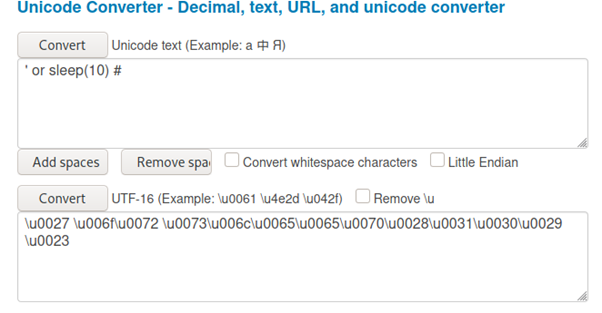 Unicode Converter - Decimal, text, URL, and unicode converter
Convert Unicode text (Example: a 中 Я)
' or sleep(10) #
Add spaces Remove spa Convert whitespace characters Little Endian
Convert UTF-16 (Example: \u0061 \u4e2d \u042f) Remove \u
\u0027 \u006f\u0072 \u0073\u006c\u0065\u0065\u0070\u0028\u0031\u0030\u0029
\u0023